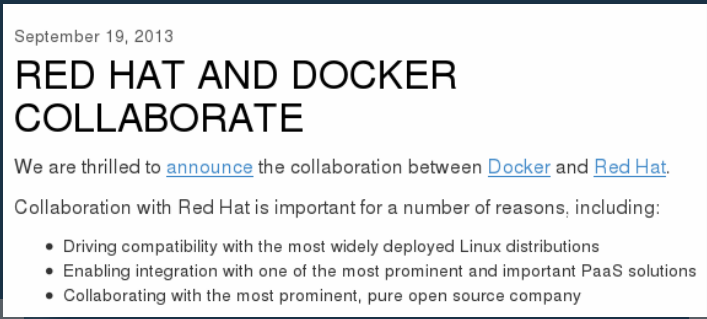 September 19, 2013
RED HAT AND DOCKER
COLLABORATE
We are thrilled to announce the collaboration between Docker and Red Hat.
Collaboration with Red Hat is important for a number of reasons, including:
• Driving compatibility with the most widely deployed Linux distributions
• Enabling integration with one of the most prominent and important PaaS solutions
• Collaborating with the most prominent, pure open source company